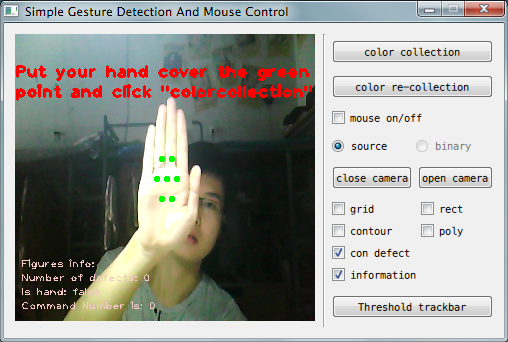 Simple Gesture Detection And Mouse Control
Put your hand cover the green
point and click "colorcollection"
Figures info:
Number of defects: 0
Is hand: false
Command Number is: 0
color collection
color re-collection
mouse on/off
source binary
close camera open camera
grid rect
contour poly
con defect
information
Threshold trackbar